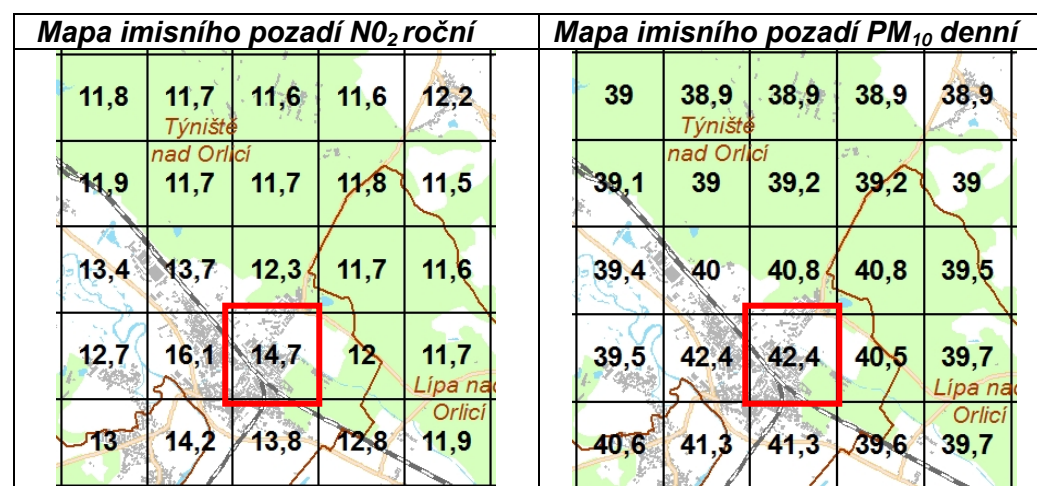 Mapa imisního pozadí N0₂ roční
11,8 11,7 11,6 11,6 12,2
Týniště
nad Orlicí
11,9 11,7 11,7 11,8 11,5
13,4 13,7 12,3 11,7 11,6
12,7 16,1 14,7 12 11,7
Lípa nad
Orlicí
13 14,2 13,8 12,8 11,9
Mapa imisního pozadí PM₁₀ denní
39 38,9 38,9 38,9 38,9
Týniště
nad Orlicí
39,1 39 39,2 39,2 39
39,4 40 40,8 40,8 39,5
39,5 42,4 42,4 40,5 39,7
Lípa na
Orlicí
40,6 41,3 41,3 39,6 39,7